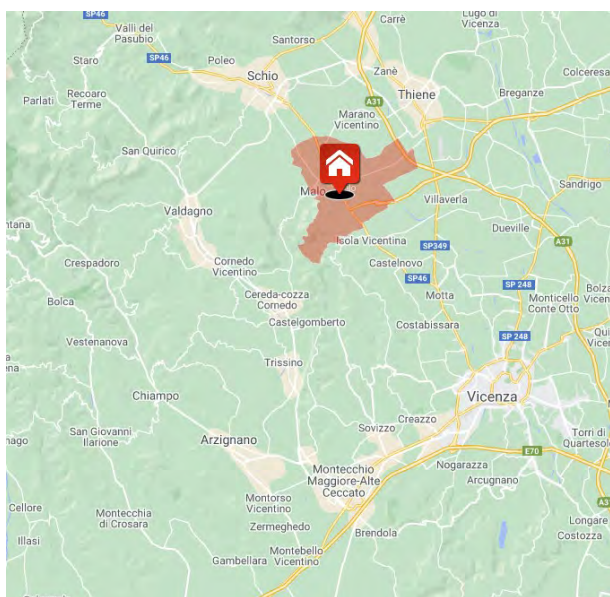 Valli del
Pasubio
SP46
Carrè
Lugo di
Vicenza
Santorso
Staro
Poleo
SP46
Schio
Zanè
Colceresa
Breganze
Thiene
Parlati
Recoaro
Terme
A31
Marano
Vicentino
San Quirico
Malo
Sandrigo
Villaverla
Valdagno
Dueville
Isola Vicentina
SP349
A31
Cornedo
Vicentino
Castelnovo
Crespadoro
SP46
SP 248
Bolca
Cereda-cozza
Cornedo
Motta
Monticello
Conte Otto
Castelgomberto
Costabissara
SP 248
Vestenanova
Trissino
Chiampo
Vicenza
San Giovanni
Ilarione
Arzignano
Creazzo
Sovizzo
Torri di
Quartesolo
E70
Nogarazza
Montecchio
Maggiore-Alte
Ceccato
Arcugnano
Montorso
Vicentino
Cellore
Montecchia
di Crosara
Zermeghedo
Brendola
Longare
Costozza
Illasi
Gambellara
Montebello
Vicentino